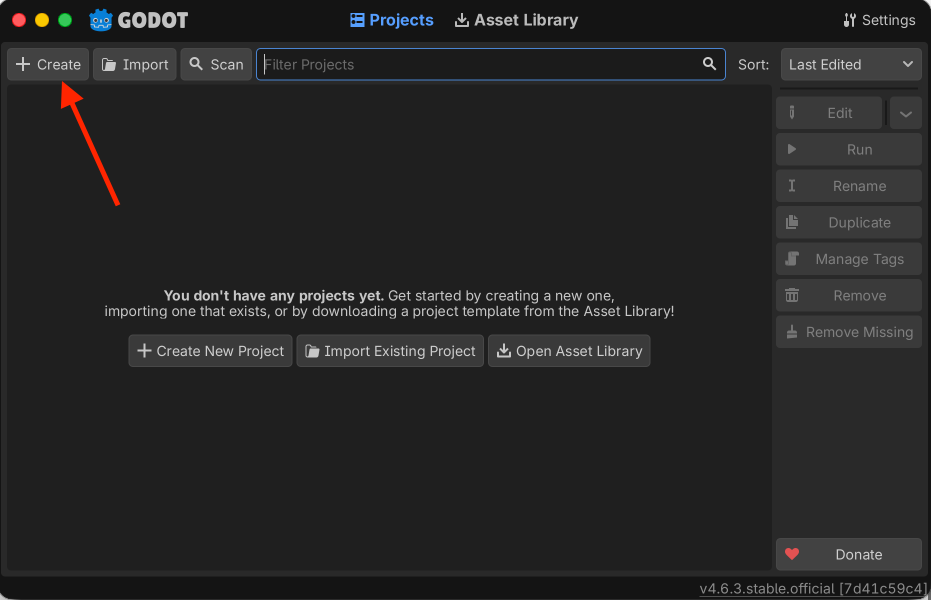 GODOT
Projects
Asset Library
Settings
Create
Import
Scan
Filter Projects
Sort:
Last Edited
Edit
Run
Rename
Duplicate
Manage Tags
Remove
Remove Missing
You don't have any projects yet. Get started by creating a new one,
importing one that exists, or by downloading a project template from the Asset Library!
Create New Project
Import Existing Project
Open Asset Library
Donate
v4.6.3.stable.official [7d41c59c4]